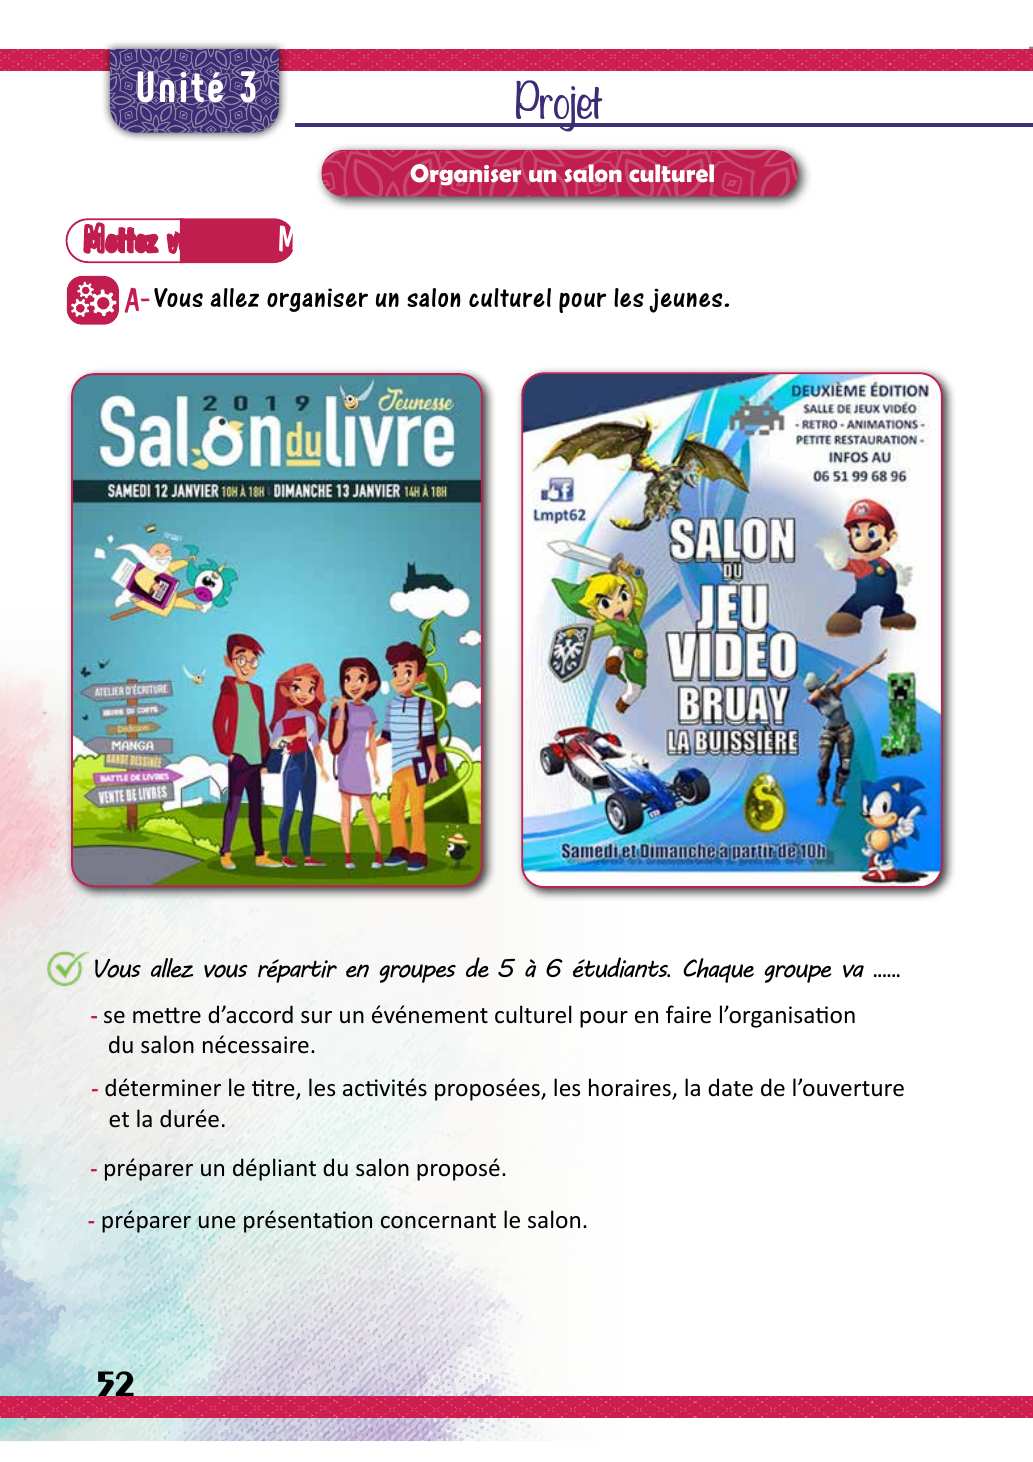 Unité 3
Projet
Organiser un salon culturel
Mettez v
M
A- Vous allez organiser un salon culturel pour les jeunes.
2019 Jeunesse
Salon du livre
SAMEDI 12 JANVIER 10H À 18H DIMANCHE 13 JANVIER 14H À 18H
ATELIER D'ÉCRITURE
Dédicaces
MANGA
BANDE DESSINÉE
BATTLE DE LIVRES
VENTE DE LIVRES
DEUXIÈME ÉDITION
SALLE DE JEUX VIDÉO
- RETRO - ANIMATIONS -
PETITE RESTAURATION -
INFOS AU
06 51 99 68 96
f
Lmpt62
SALON
DU
JEU
VIDEO
BRUAY
LA BUISSIÈRE
Samedi et Dimanche à partir de 10h
Vous allez vous répartir en groupes de 5 à 6 étudiants. Chaque groupe va ......
- se mettre d’accord sur un événement culturel pour en faire l’organisation
du salon nécessaire.
- déterminer le titre, les activités proposées, les horaires, la date de l’ouverture
et la durée.
- préparer un dépliant du salon proposé.
- préparer une présentation concernant le salon.
52